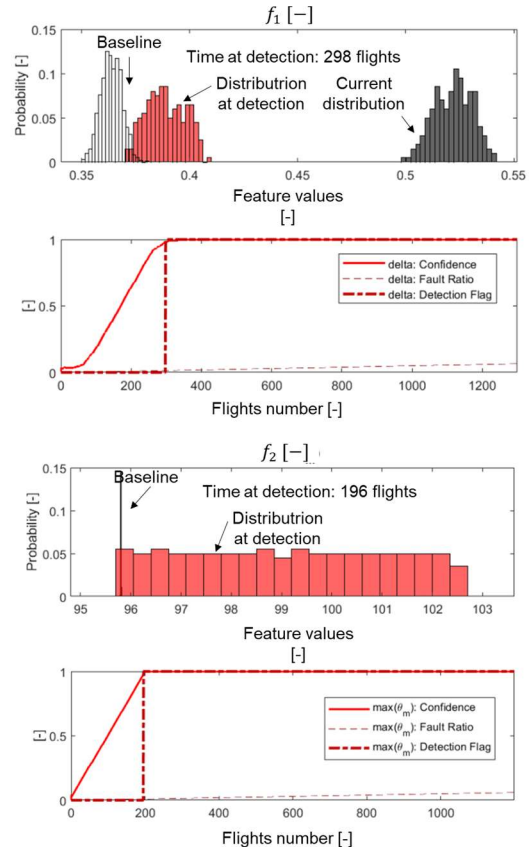 f₁ [−]
Baseline
Time at detection: 298 flights
Distributrion
at detection
Current
distribution
Probability [-]
0.15
0.1
0.05
0
0.35
0.4
0.45
0.5
0.55
Feature values
[-]
1
0.5
0
[-]
delta: Confidence
delta: Fault Ratio
delta: Detection Flag
0
200
400
600
800
1000
1200
Flights number [-]
f₂ [−]
Baseline
Time at detection: 196 flights
Distributrion
at detection
Probability [-]
0.15
0.1
0.05
0
95
96
97
98
99
100
101
102
103
Feature values
[-]
1
0.5
0
[-]
max(θ_m): Confidence
max(θ_m): Fault Ratio
max(θ_m): Detection Flag
0
200
400
600
800
1000
1200
Flights number [-]